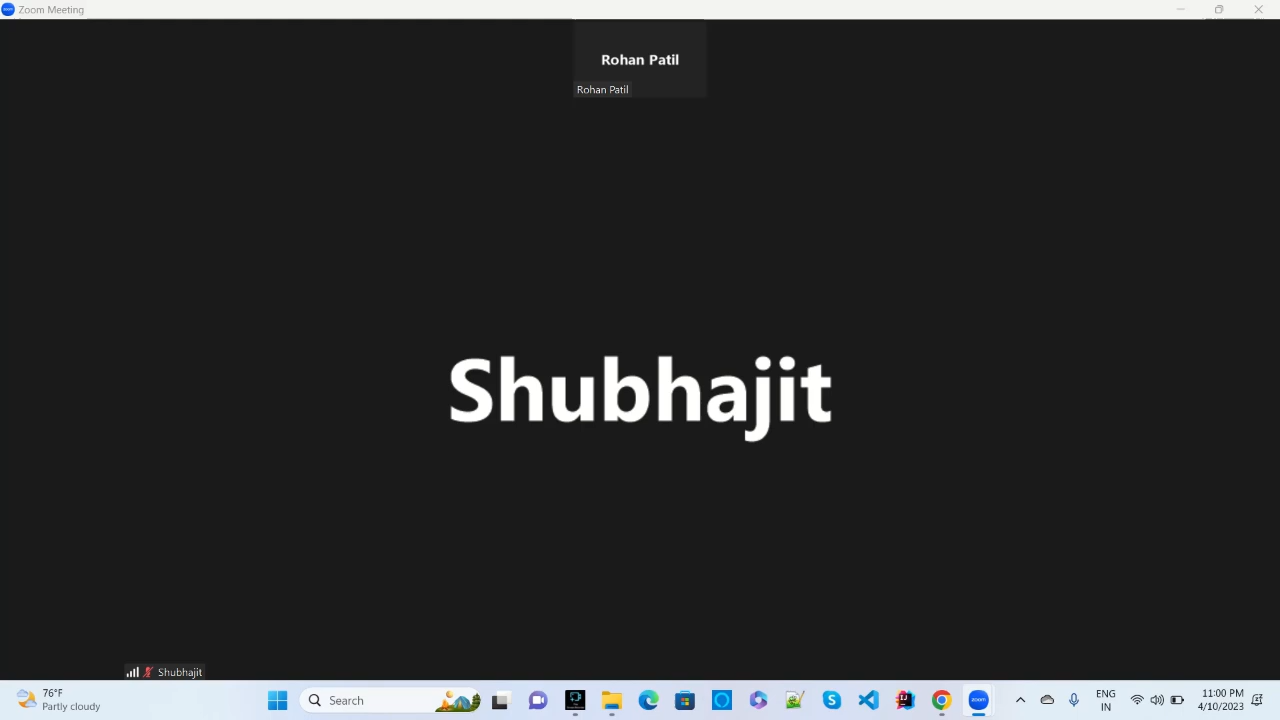 Zoom Meeting
Rohan Patil
Rohan Patil
Shubhajit
Shubhajit
76°F
Partly cloudy
Search
ENG
IN
11:00 PM
4/10/2023